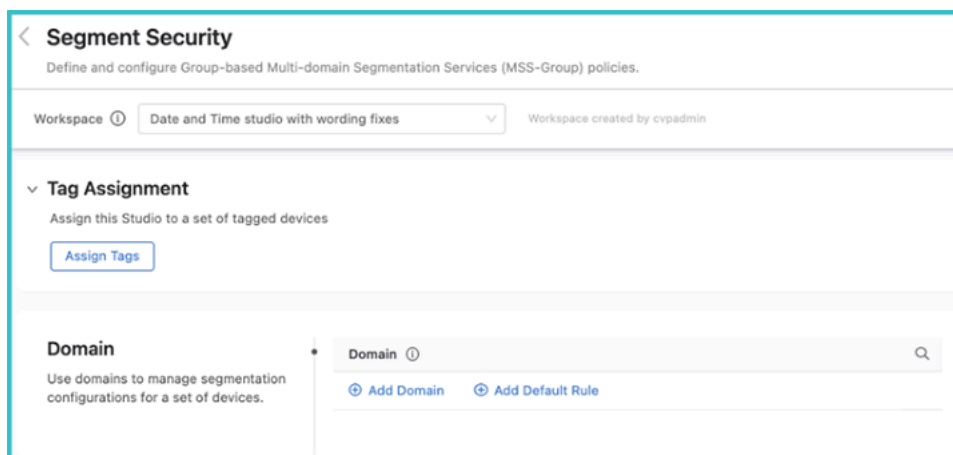 Segment Security
Define and configure Group-based Multi-domain Segmentation Services (MSS-Group) policies.
Workspace Date and Time studio with wording fixes Workspace created by cvpadmin
Tag Assignment
Assign this Studio to a set of tagged devices
Assign Tags
Domain
Use domains to manage segmentation
configurations for a set of devices.
Domain
Add Domain Add Default Rule